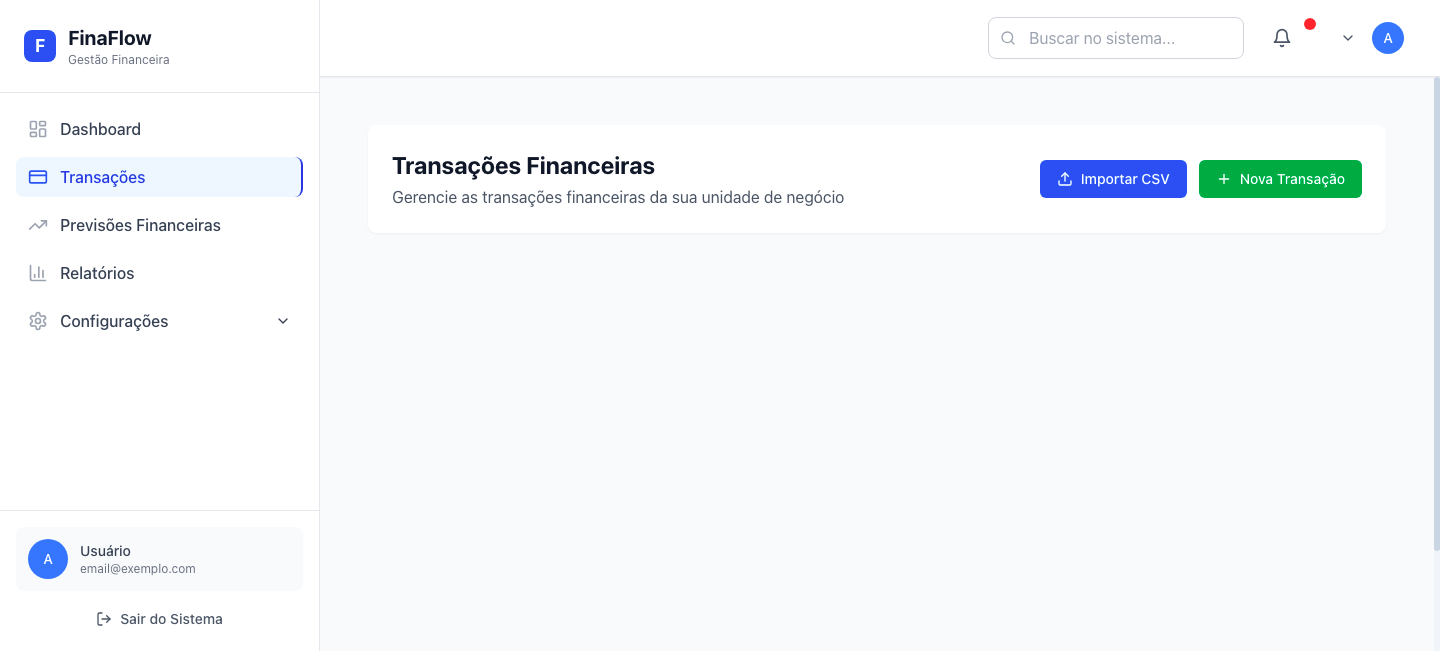 F
FinaFlow
Gestão Financeira
Dashboard
Transações
Previsões Financeiras
Relatórios
Configurações
A
Usuário
email@exemplo.com
Sair do Sistema
Buscar no sistema...
A
Transações Financeiras
Gerencie as transações financeiras da sua unidade de negócio
Importar CSV
Nova Transação